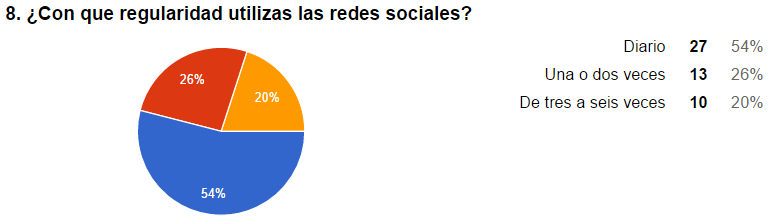 8. ¿Con que regularidad utilizas las redes sociales?
Diario 27 54%
Una o dos veces 13 26%
De tres a seis veces 10 20%
26%
20%
54%